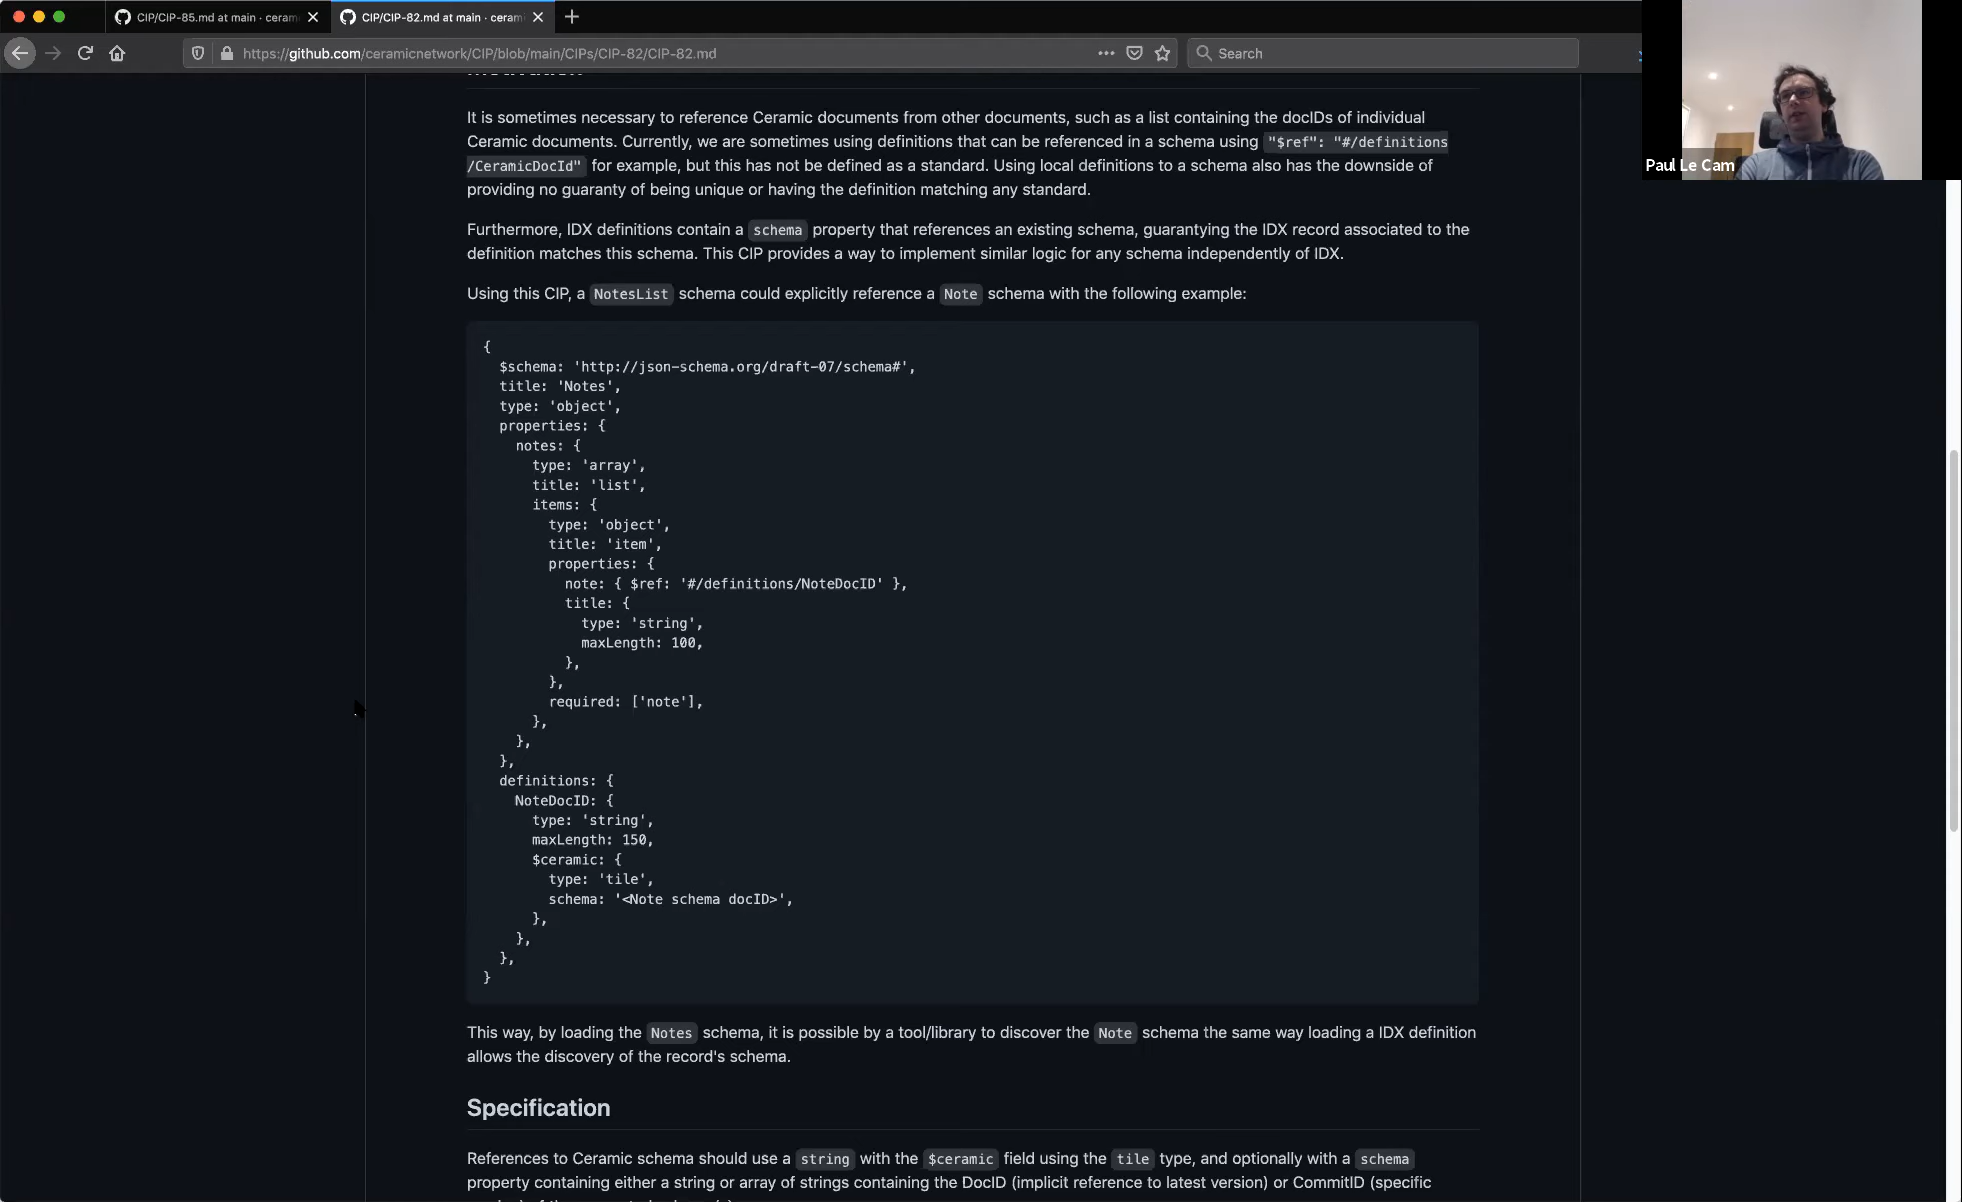 CIP/CIP-85.md at main · ceram
CIP/CIP-82.md at main · ceram
https://github.com/ceramicnetwork/CIP/blob/main/CIPs/CIP-82/CIP-82.md
Search
Paul Le Cam
It is sometimes necessary to reference Ceramic documents from other documents, such as a list containing the docIDs of individual
Ceramic documents. Currently, we are sometimes using definitions that can be referenced in a schema using "$ref": "#/definitions
/CeramicDocId" for example, but this has not be defined as a standard. Using local definitions to a schema also has the downside of
providing no guaranty of being unique or having the definition matching any standard.
Furthermore, IDX definitions contain a schema property that references an existing schema, guarantying the IDX record associated to the
definition matches this schema. This CIP provides a way to implement similar logic for any schema independently of IDX.
Using this CIP, a NotesList schema could explicitly reference a Note schema with the following example:
{
$schema: 'http://json-schema.org/draft-07/schema#',
title: 'Notes',
type: 'object',
properties: {
notes: {
type: 'array',
title: 'list',
items: {
type: 'object',
title: 'item',
properties: {
note: { $ref: '#/definitions/NoteDocID' },
title: {
type: 'string',
maxLength: 100,
},
},
required: ['note'],
},
},
},
definitions: {
NoteDocID: {
type: 'string',
maxLength: 150,
$ceramic: {
type: 'tile',
schema: '<Note schema docID>',
},
},
},
}
This way, by loading the Notes schema, it is possible by a tool/library to discover the Note schema the same way loading a IDX definition
allows the discovery of the record's schema.
Specification
References to Ceramic schema should use a string with the $ceramic field using the tile type, and optionally with a schema
property containing either a string or array of strings containing the DocID (implicit reference to latest version) or CommitID (specific